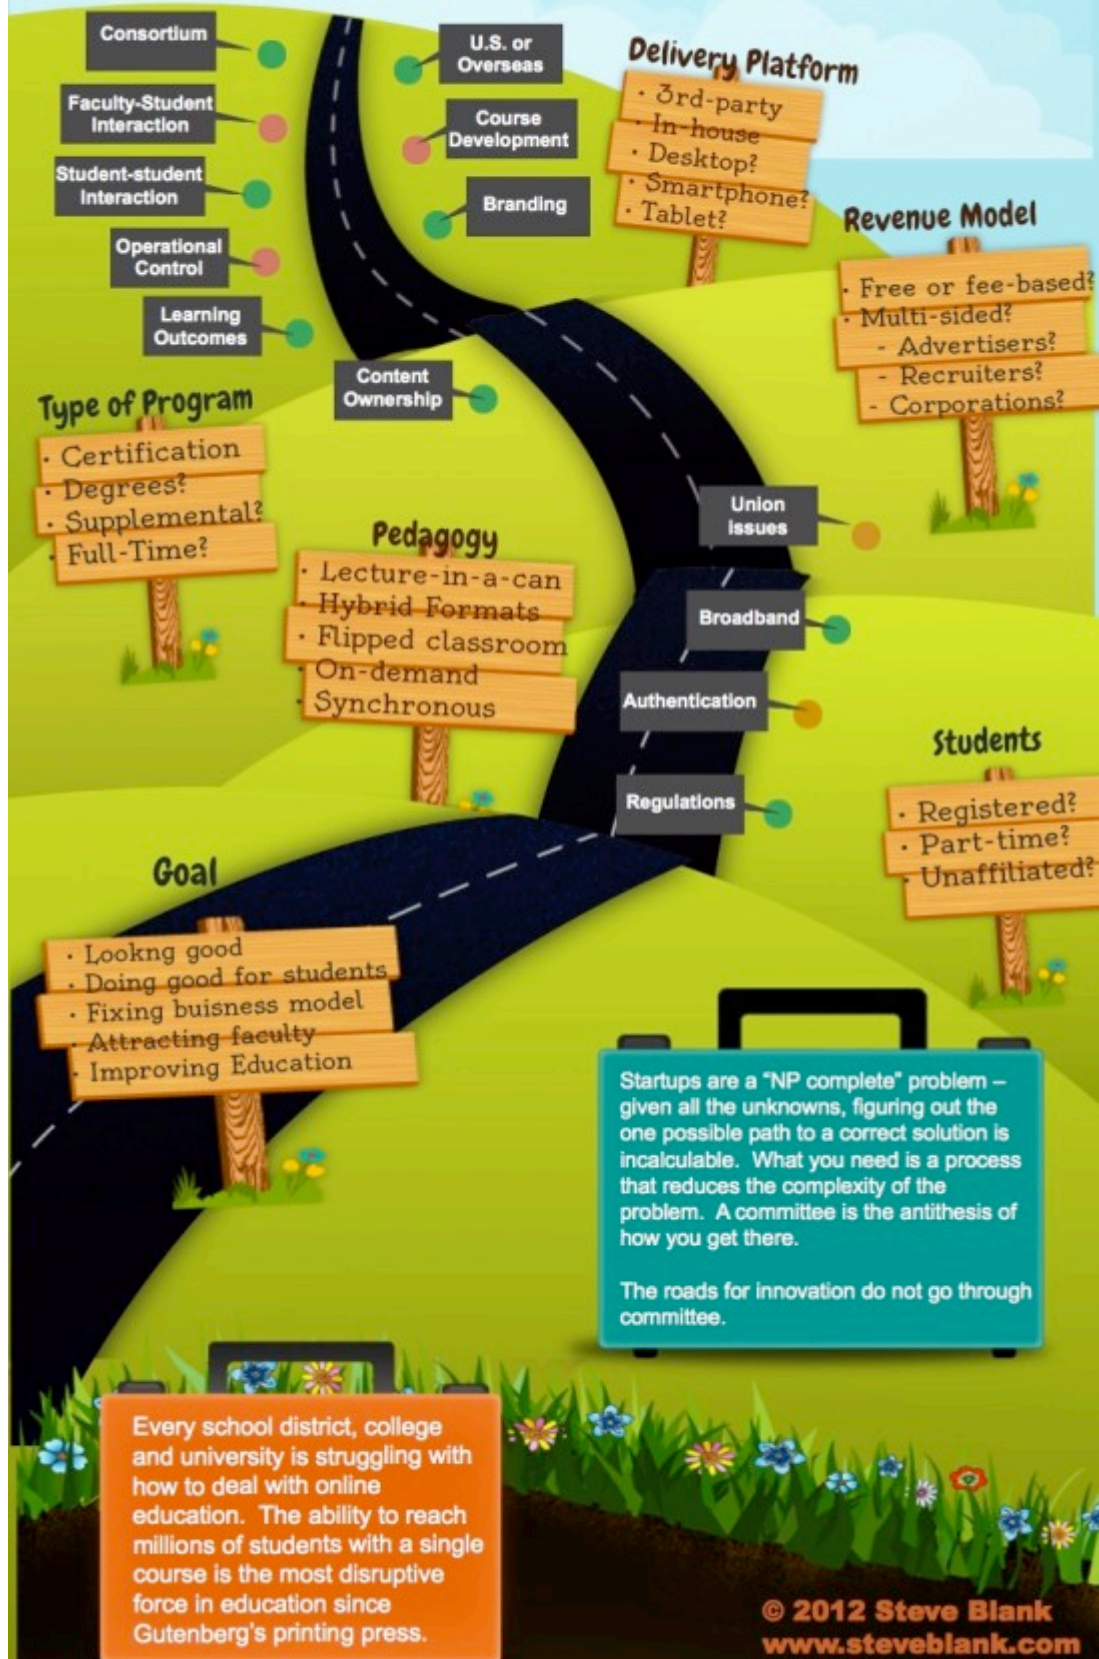 Consortium
U.S. or
Overseas
Faculty-Student
Interaction
Course
Development
Student-student
Interaction
Branding
Operational
Control
Learning
Outcomes
Content
Ownership
Delivery Platform
· 3rd-party
· In-house
· Desktop?
· Smartphone?
· Tablet?
Revenue Model
· Free or fee-based?
· Multi-sided?
- Advertisers?
- Recruiters?
- Corporations?
Type of Program
· Certification
· Degrees?
· Supplemental?
· Full-Time?
Pedagogy
· Lecture-in-a-can
· Hybrid Formats
· Flipped classroom
· On-demand
· Synchronous
Union
issues
Broadband
Authentication
Regulations
Students
· Registered?
· Part-time?
· Unaffiliated?
Goal
· Lookng good
· Doing good for students
· Fixing buisness model
· Attracting faculty
· Improving Education
Startups are a “NP complete” problem –
given all the unknowns, figuring out the
one possible path to a correct solution is
incalculable. What you need is a process
that reduces the complexity of the
problem. A committee is the antithesis of
how you get there.
The roads for innovation do not go through
committee.
Every school district, college
and university is struggling with
how to deal with online
education. The ability to reach
millions of students with a single
course is the most disruptive
force in education since
Gutenberg's printing press.
© 2012 Steve Blank
www.steveblank.com